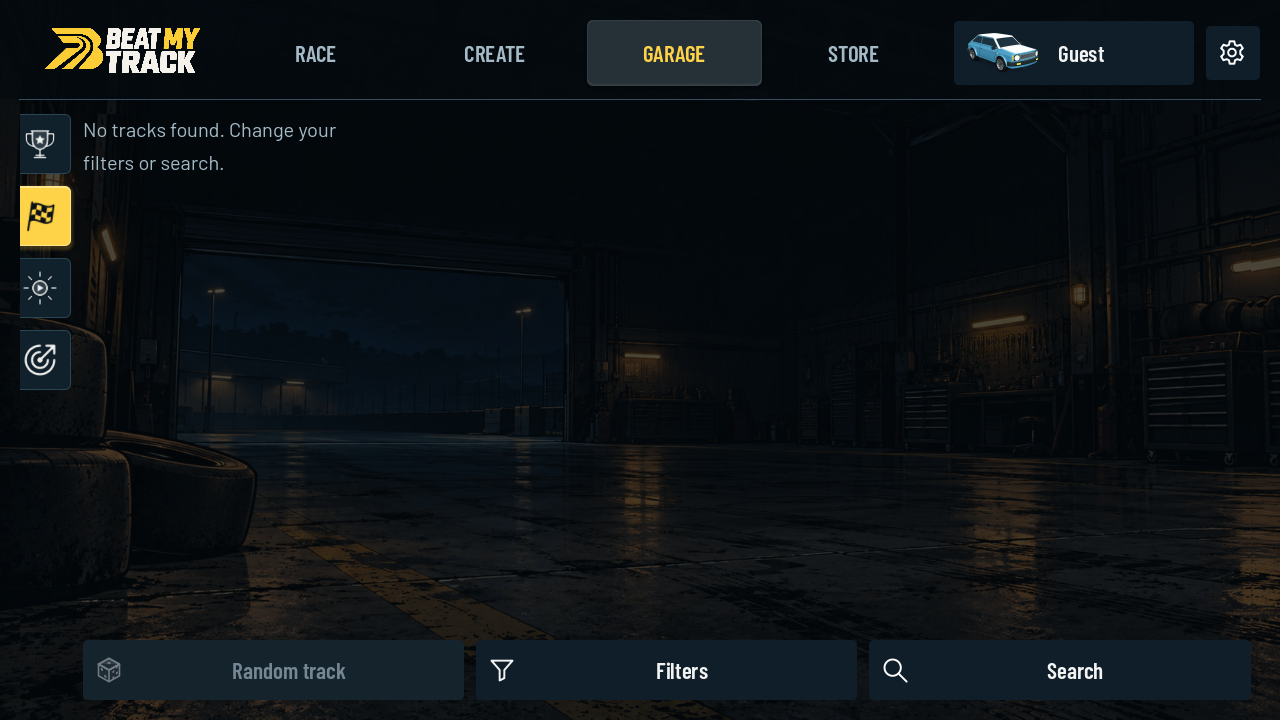 BEAT MY TRACK
RACE
CREATE
GARAGE
STORE
Guest
No tracks found. Change your
filters or search.
Random track
Filters
Search